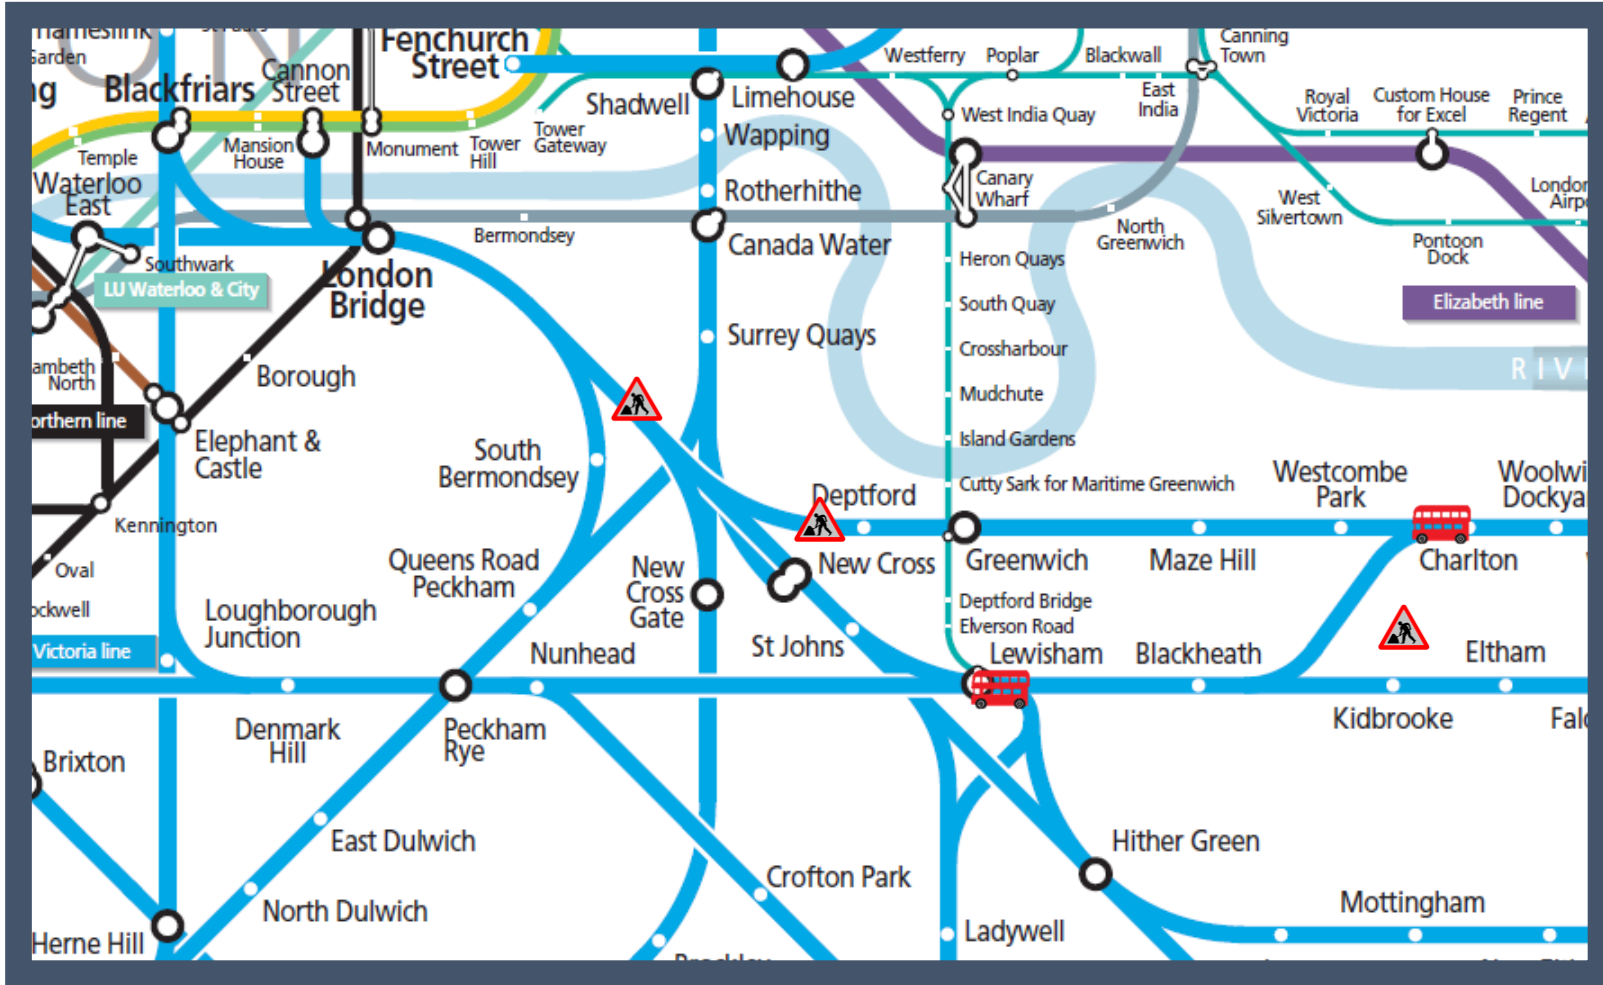 Fenchurch
Street
Blackfriars
Cannon
Street
Shadwell
Limehouse
Westferry
Poplar
Blackwall
Canning
Town
East
India
Royal
Victoria
Custom House
for Excel
Prince
Regent
West India Quay
Temple
Mansion
House
Monument
Tower
Hill
Tower
Gateway
Wapping
Waterloo
East
Rotherhithe
Canary
Wharf
Bermondsey
Canada Water
North
Greenwich
West
Silvertown
Pontoon
Dock
Southwark
LU Waterloo & City
London
Bridge
Heron Quays
South Quay
Elizabeth line
Surrey Quays
Crossharbour
Mudchute
Island Gardens
Cutty Sark for Maritime Greenwich
North
Borough
line
Elephant &
Castle
South
Bermondsey
Kennington
Deptford
Westcombe
Park
Oval
Queens Road
Peckham
New
Cross
Gate
New Cross
Greenwich
Maze Hill
Charlton
Deptford Bridge
Elverson Road
Loughborough
Junction
Victoria line
Nunhead
St Johns
Lewisham
Blackheath
Eltham
Denmark
Hill
Peckham
Rye
Kidbrooke
Brixton
East Dulwich
Hither Green
Crofton Park
North Dulwich
Mottingham
Herne Hill
Ladywell